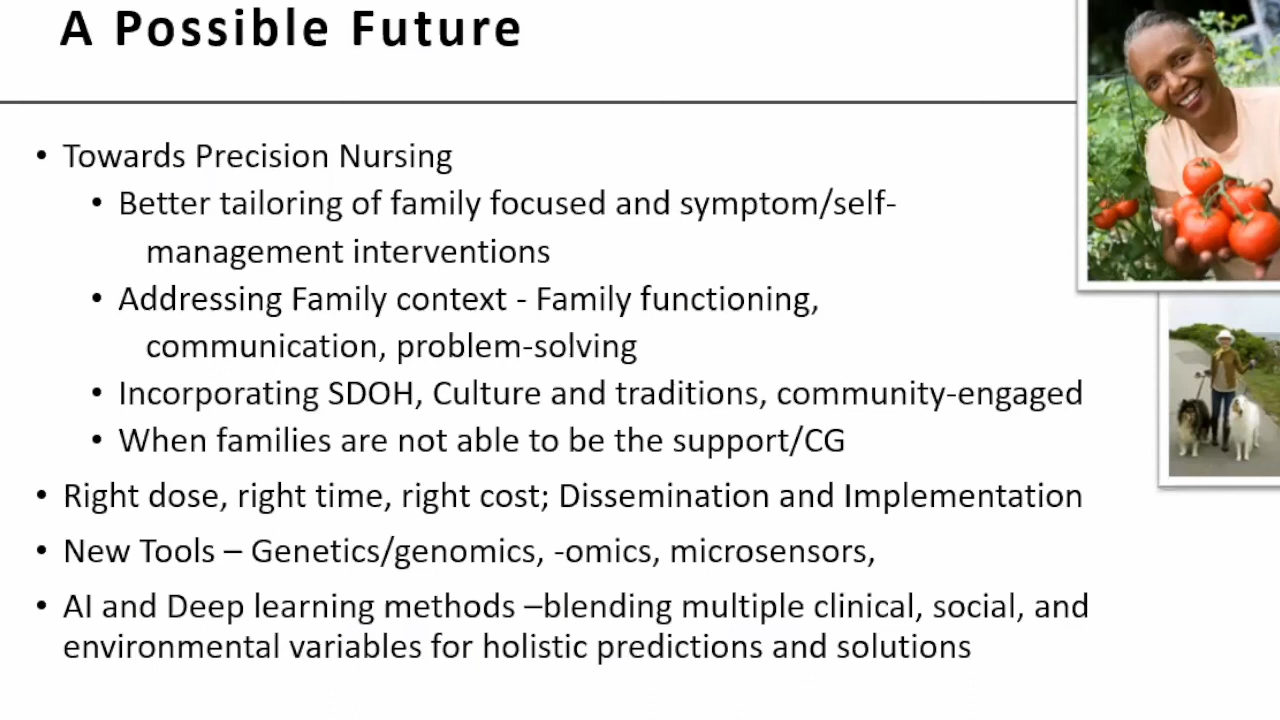 A Possible Future
• Towards Precision Nursing
• Better tailoring of family focused and symptom/self-
management interventions
• Addressing Family context - Family functioning,
communication, problem-solving
• Incorporating SDOH, Culture and traditions, community-engaged
• When families are not able to be the support/CG
• Right dose, right time, right cost; Dissemination and Implementation
• New Tools – Genetics/genomics, -omics, microsensors,
• AI and Deep learning methods –blending multiple clinical, social, and
environmental variables for holistic predictions and solutions